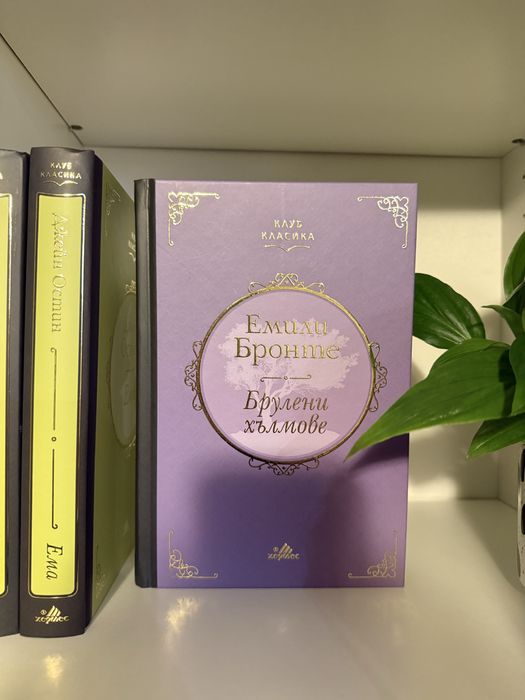 КЛУБ
КЛАСИКА
Джейн Остин
Ема
®
хермес
КЛУБ
КЛАСИКА
Емили
Бронте
Брулени
хълмове
®
хермес